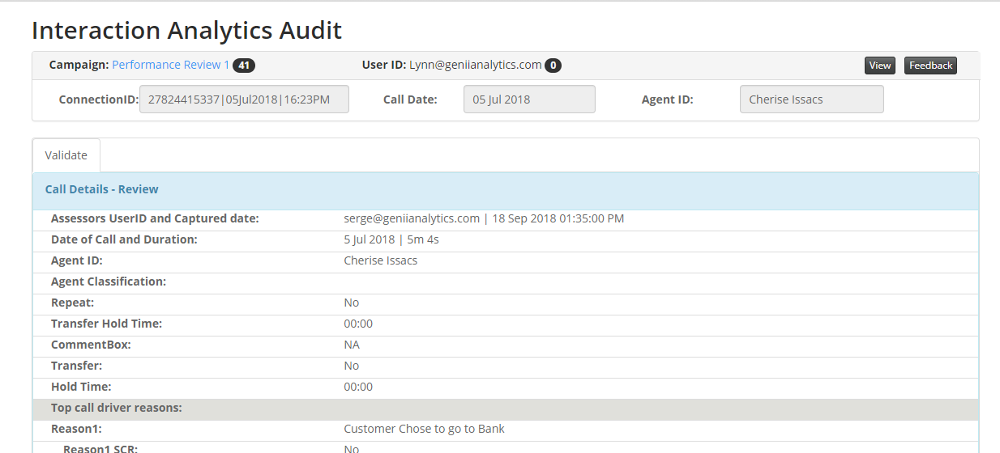 Interaction Analytics Audit
Campaign: Performance Review 1 41 User ID: Lynn@geniianalytics.com 0 View Feedback
ConnectionID: 27824415337|05Jul2018|16:23PM Call Date: 05 Jul 2018 Agent ID: Cherise Issacs
Validate
Call Details - Review
Assessors UserID and Captured date: serge@geniianalytics.com | 18 Sep 2018 01:35:00 PM
Date of Call and Duration: 5 Jul 2018 | 5m 4s
Agent ID: Cherise Issacs
Agent Classification:
Repeat: No
Transfer Hold Time: 00:00
CommentBox: NA
Transfer: No
Hold Time: 00:00
Top call driver reasons:
Reason1: Customer Chose to go to Bank
Reason1 SCR: No